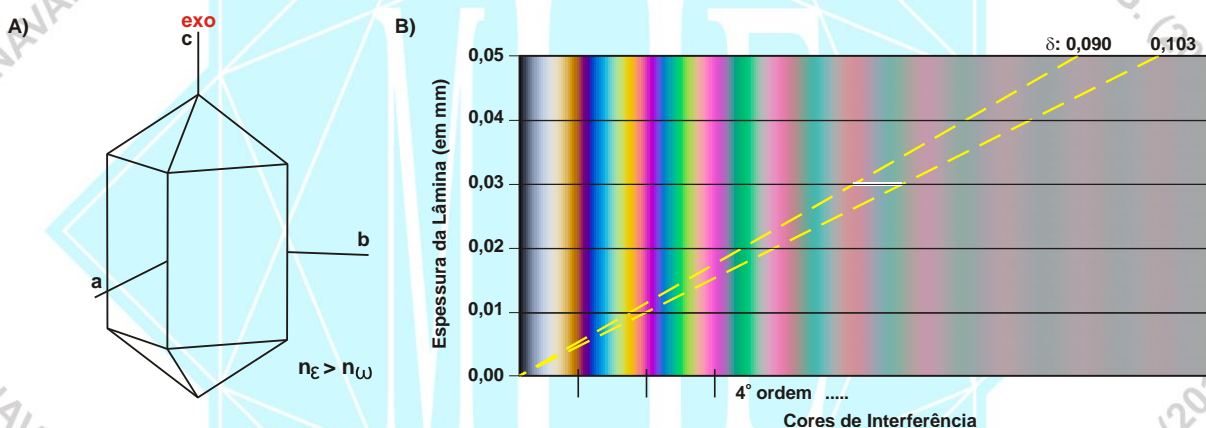 A)
exo
c
a
b
nε > nω
B)
δ: 0,090 0,103
Espessura da Lâmina (em mm)
0,05
0,04
0,03
0,02
0,01
0,00
4° ordem .....
Cores de Interferência